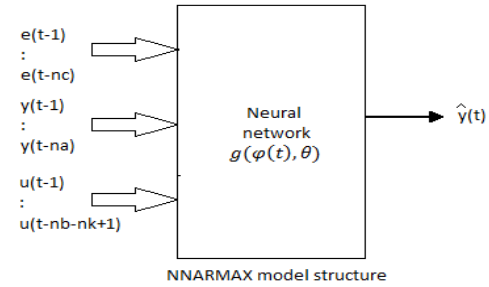 e(t-1)
:
e(t-nc)
y(t-1)
:
y(t-na)
u(t-1)
:
u(t-nb-nk+1)
Neural
network
g(φ(t),θ)
ŷ(t)
NNARMAX model structure